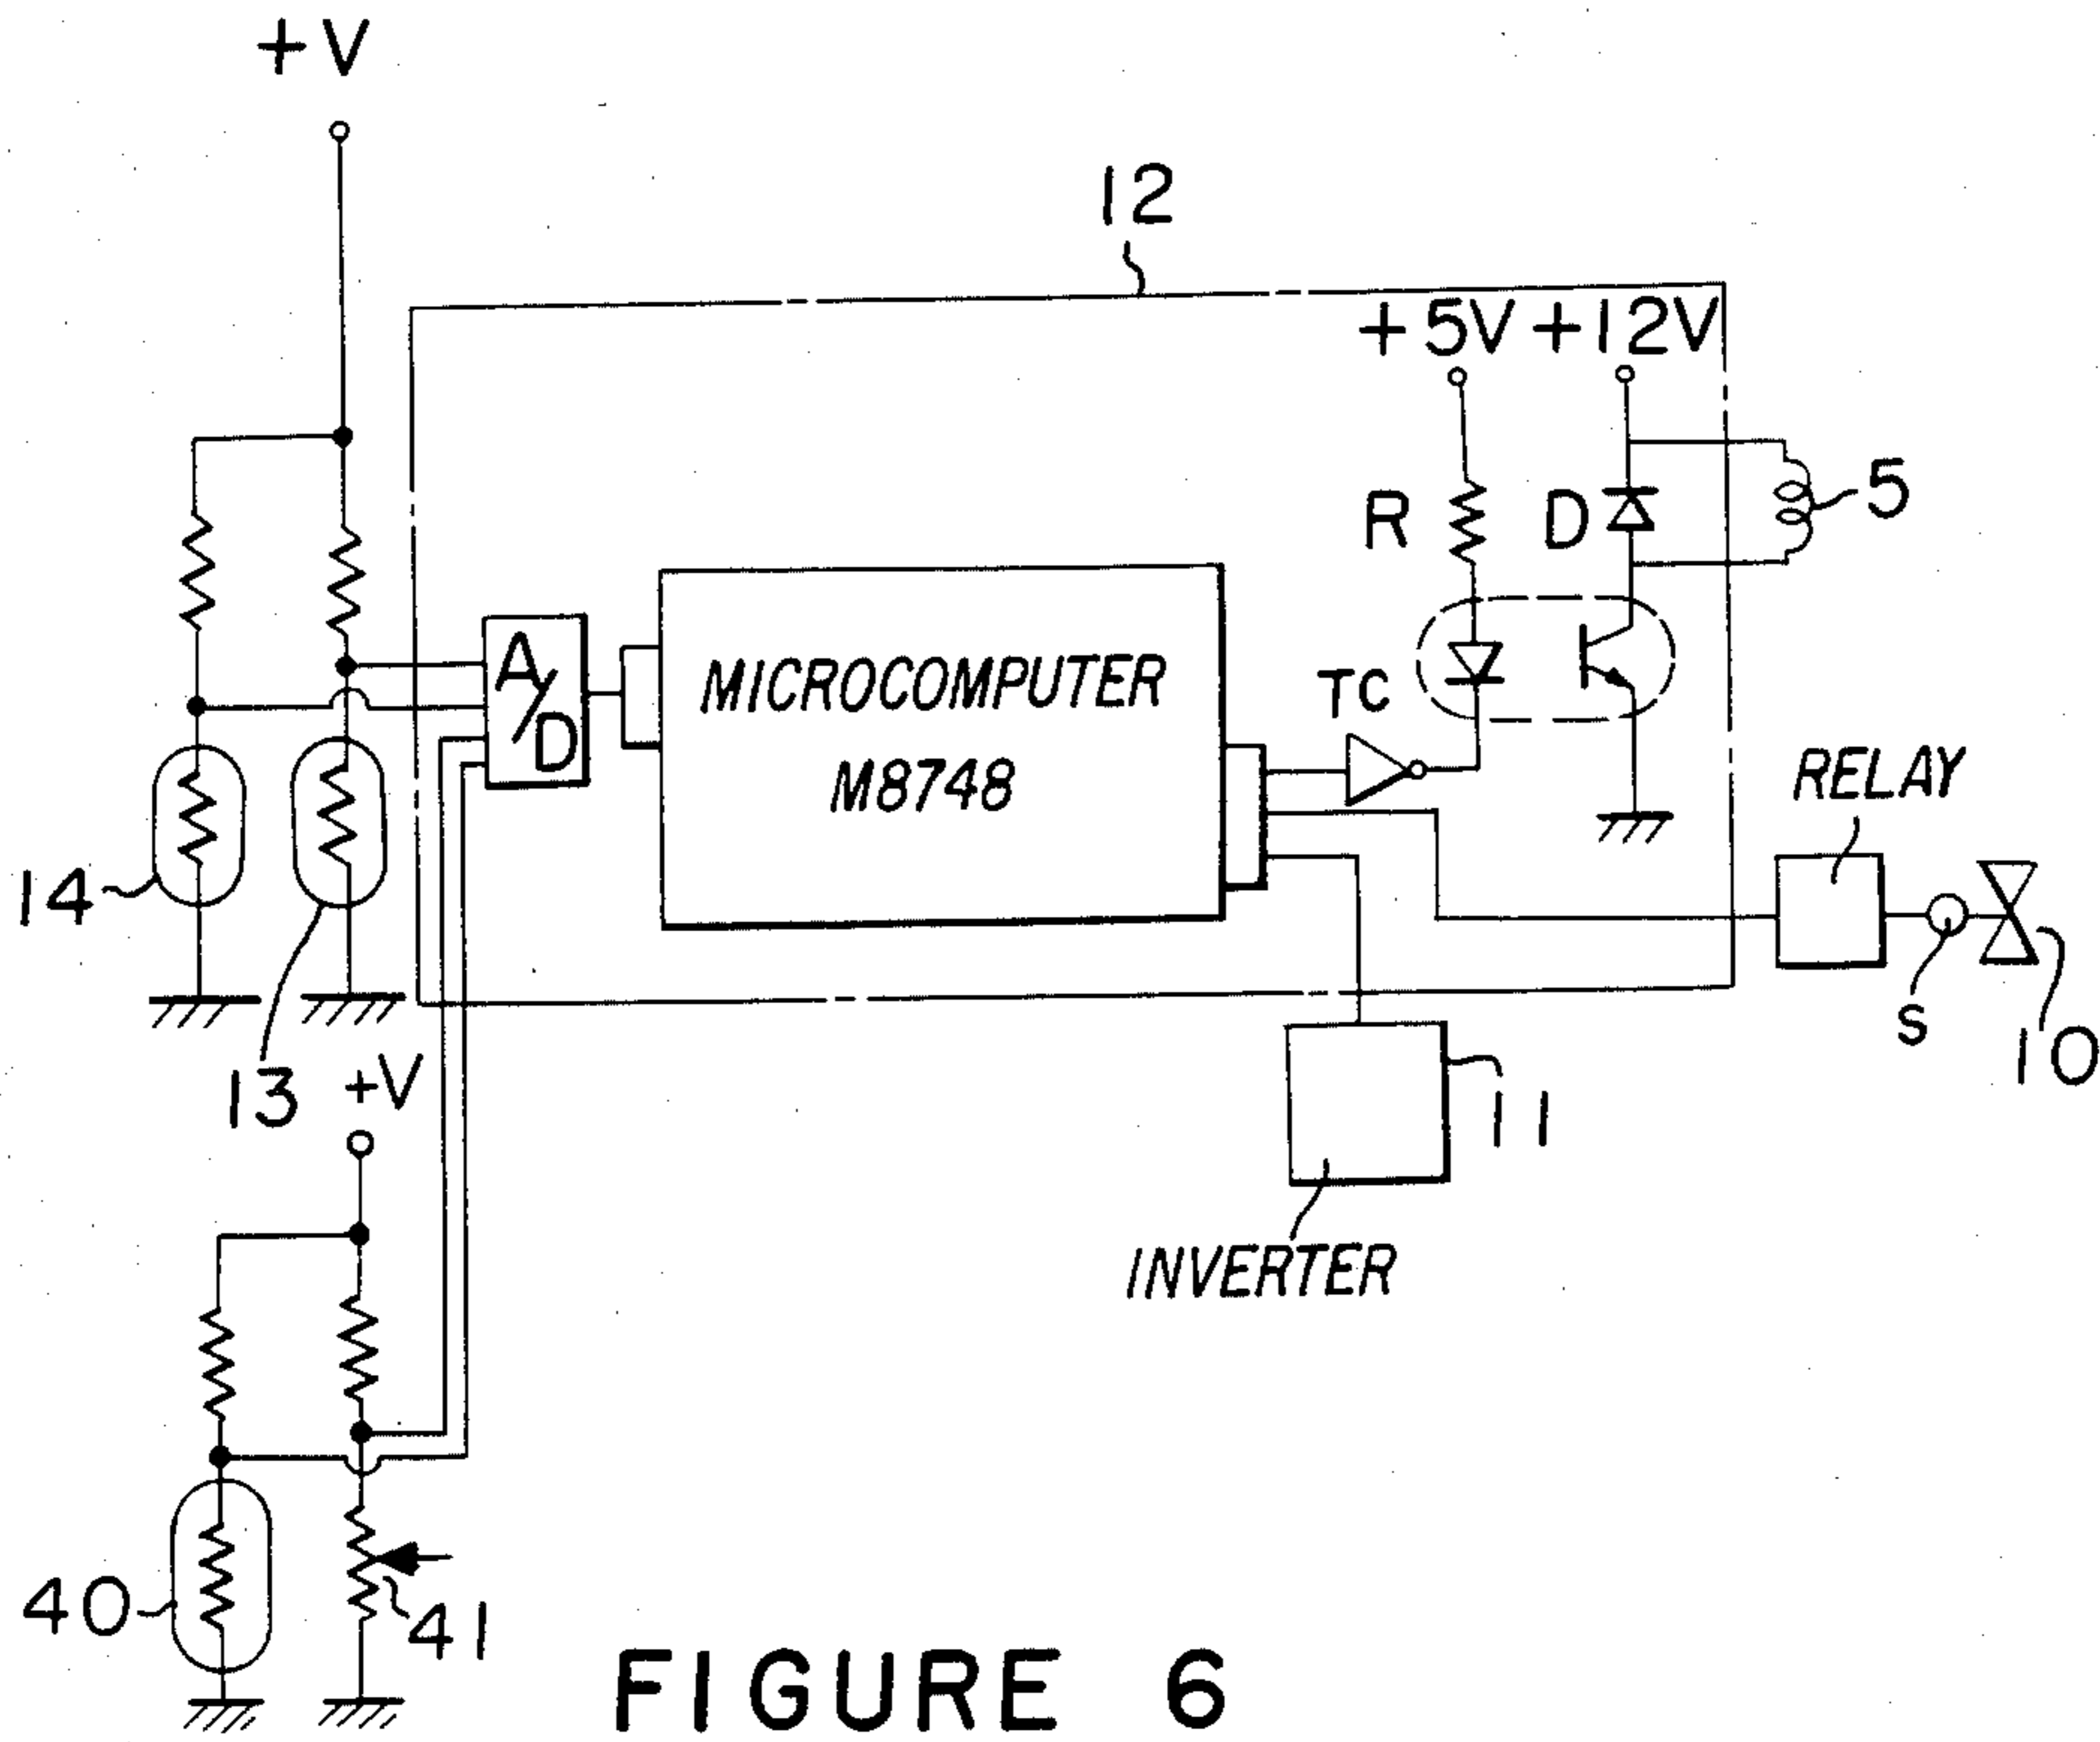 +V
12
+5V +12V
R
D
5
A/D
MICROCOMPUTER
M8748
TC
RELAY
14
13
S
10
+V
11
INVERTER
40
41
FIGURE 6